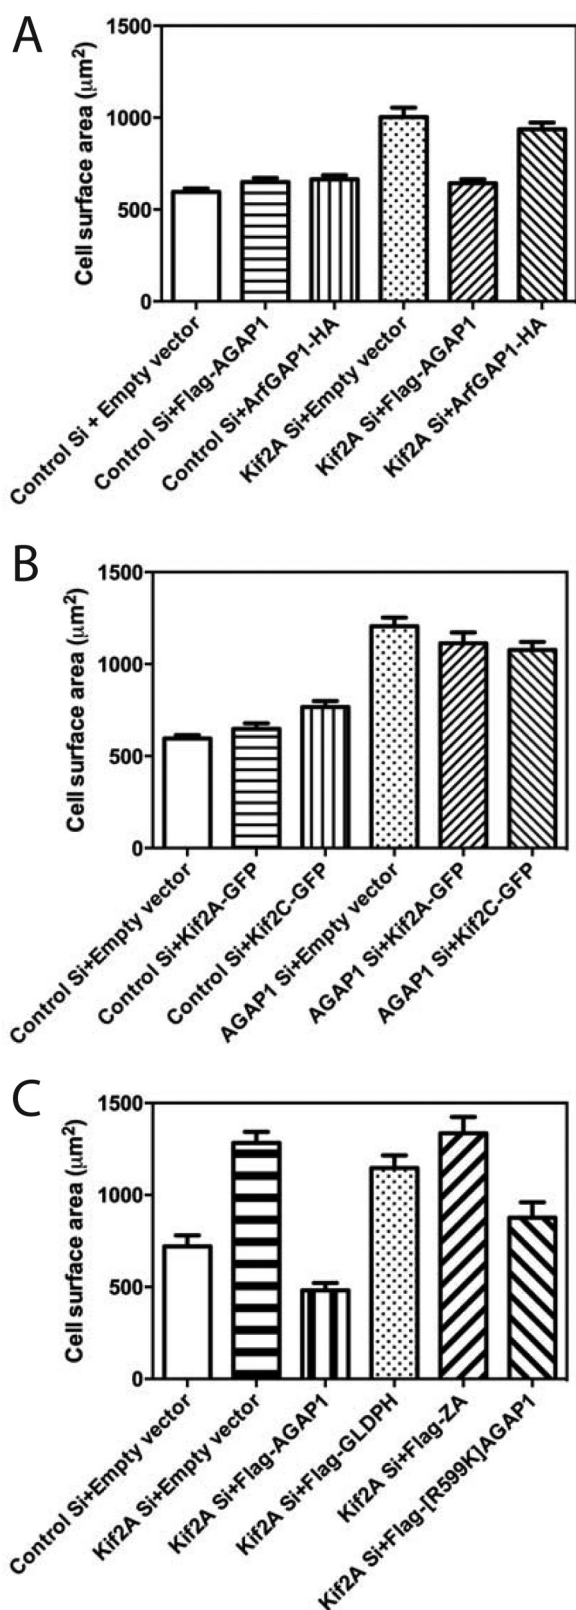 A
Cell surface area (μm²)
1500
1000
500
0
Control Si + Empty vector
Control Si+Flag-AGAP1
Control Si+ArfGAP1-HA
Kif2A Si+Empty vector
Kif2A Si+Flag-AGAP1
Kif2A Si+ArfGAP1-HA
B
Cell surface area (μm²)
1500
1000
500
0
Control Si+Empty vector
Control Si+Kif2A-GFP
Control Si+Kif2C-GFP
AGAP1 Si+Empty vector
AGAP1 Si+Kif2A-GFP
AGAP1 Si+Kif2C-GFP
C
Cell surface area (μm²)
1500
1000
500
0
Control Si+Empty vector
Kif2A Si+Empty vector
Kif2A Si+Flag-AGAP1
Kif2A Si+Flag-GLDPH
Kif2A Si+Flag-ZA
Kif2A Si+Flag-[R599K]AGAP1